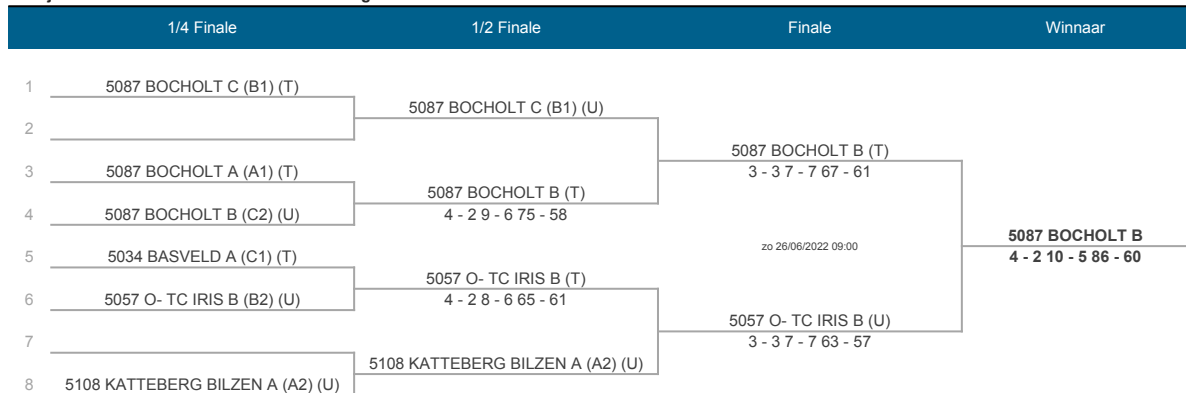 1/4 Finale 1/2 Finale Finale Winnaar
1 5087 BOCHOLT C (B1) (T)
5087 BOCHOLT C (B1) (U)
2
5087 BOCHOLT B (T)
3 5087 BOCHOLT A (A1) (T)
3 - 3 7 - 7 67 - 61
5087 BOCHOLT B (T)
4 5087 BOCHOLT B (C2) (U)
4 - 2 9 - 6 75 - 58
5087 BOCHOLT B
zo 26/06/2022 09:00
5 5034 BASVELD A (C1) (T)
4 - 2 10 - 5 86 - 60
5057 O- TC IRIS B (T)
6 5057 O- TC IRIS B (B2) (U)
4 - 2 8 - 6 65 - 61
5057 O- TC IRIS B (U)
7
3 - 3 7 - 7 63 - 57
5108 KATTEBERG BILZEN A (A2) (U)
8 5108 KATTEBERG BILZEN A (A2) (U)